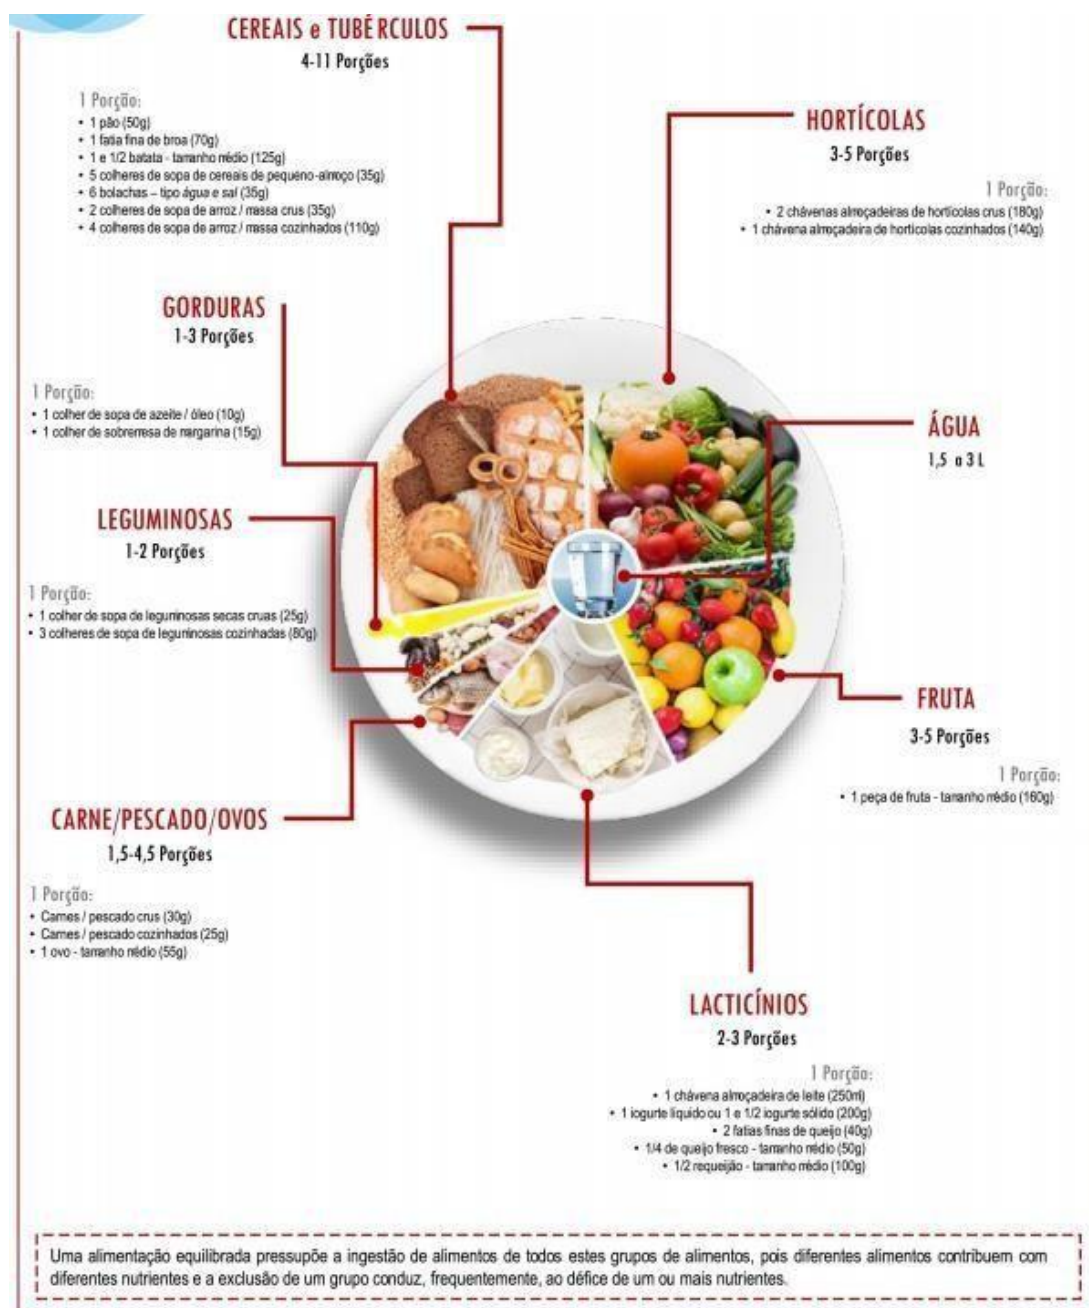 CEREAIS e TUBÉRCULOS
4-11 Porções
1 Porção:
• 1 pão (50g)
• 1 fatia fina de broa (70g)
• 1 e 1/2 batata - tamanho médio (125g)
• 5 colheres de sopa de cereais de pequeno-almoço (35g)
• 6 bolachas – tipo água e sal (35g)
• 2 colheres de sopa de arroz / massa crus (35g)
• 4 colheres de sopa de arroz / massa cozinhados (110g)
HORTÍCOLAS
3-5 Porções
1 Porção:
• 2 chávenas almoçadeiras de hortícolas crus (180g)
• 1 chávena almoçadeira de hortícolas cozinhados (140g)
GORDURAS
1-3 Porções
1 Porção:
• 1 colher de sopa de azeite / óleo (10g)
• 1 colher de sobremesa de margarina (15g)
ÁGUA
1,5 a 3 L
LEGUMINOSAS
1-2 Porções
1 Porção:
• 1 colher de sopa de leguminosas secas cruas (25g)
• 3 colheres de sopa de leguminosas cozinhadas (80g)
FRUTA
3-5 Porções
1 Porção:
• 1 peça de fruta - tamanho médio (160g)
CARNE/PESCADO/OVOS
1,5-4,5 Porções
1 Porção:
• Carnes / pescado crus (30g)
• Carnes / pescado cozinhados (25g)
• 1 ovo - tamanho médio (55g)
LACTICÍNIOS
2-3 Porções
1 Porção:
• 1 chávena almoçadeira de leite (250ml)
• 1 iogurte líquido ou 1 e 1/2 iogurte sólido (200g)
• 2 fatias finas de queijo (40g)
• 1/4 de queijo fresco - tamanho médio (50g)
• 1/2 requeijão - tamanho médio (100g)
Uma alimentação equilibrada pressupõe a ingestão de alimentos de todos estes grupos de alimentos, pois diferentes alimentos contribuem com
diferentes nutrientes e a exclusão de um grupo conduz, frequentemente, ao défice de um ou mais nutrientes.